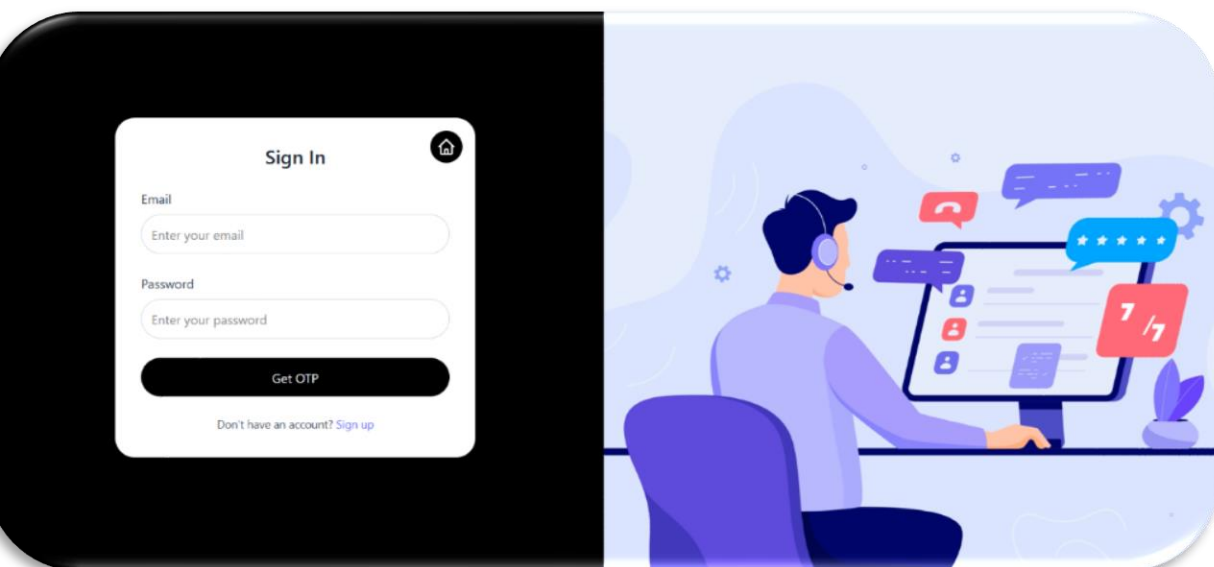 Sign In
Email
Enter your email
Password
Enter your password
Get OTP
Don't have an account? Sign up
7/7